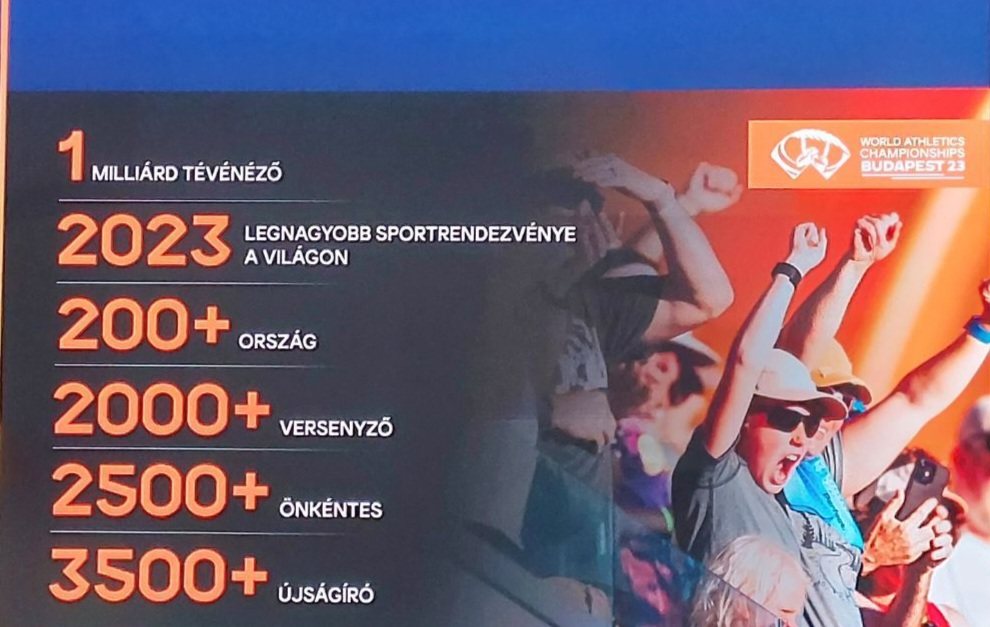 1 MILLIÁRD TÉVÉNÉZŐ
2023 LEGNAGYOBB SPORTRENDEZVÉNYE
A VILÁGON
200+ ORSZÁG
2000+ VERSENYZŐ
2500+ ÖNKÉNTES
3500+ ÚJSÁGÍRÓ
WORLD ATHLETICS
CHAMPIONSHIPS
BUDAPEST 23